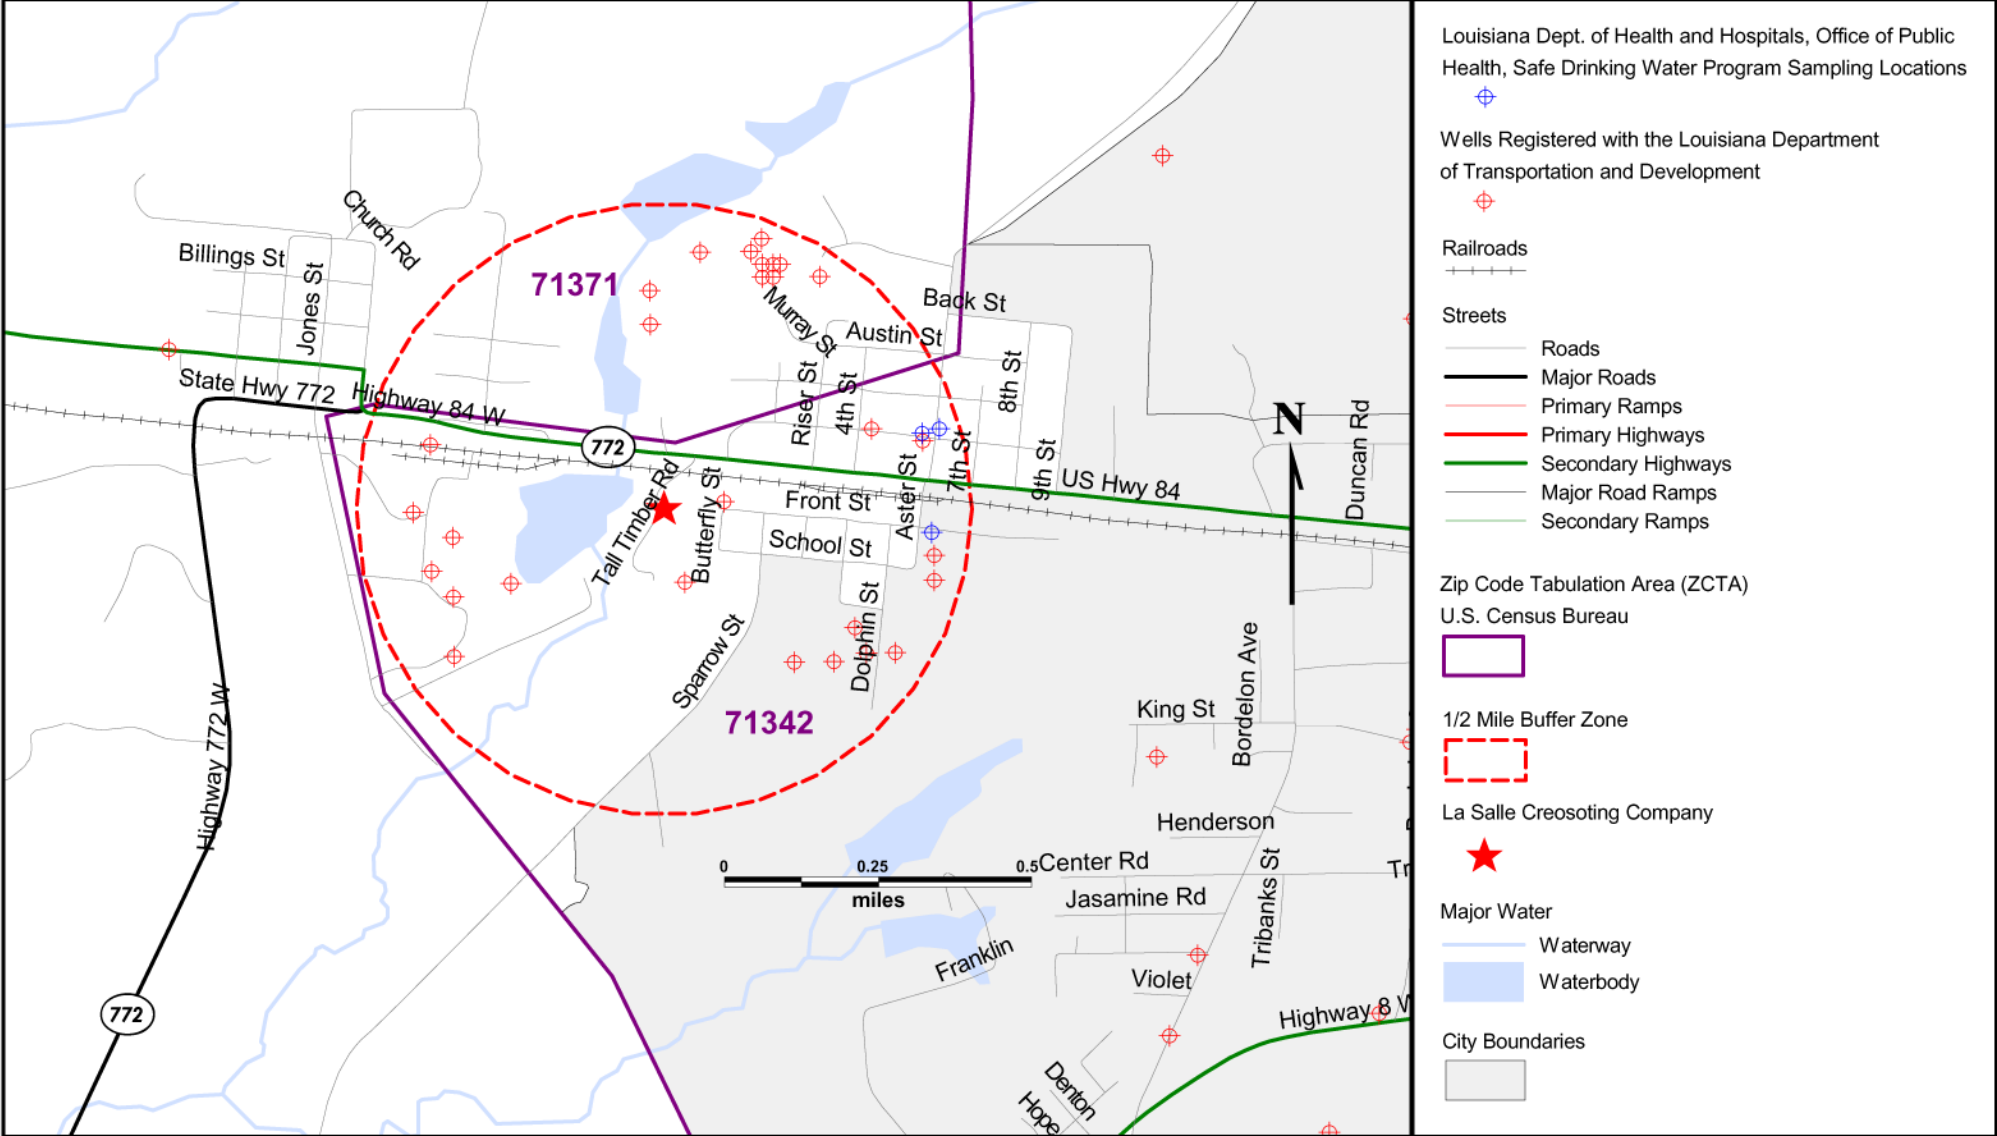 Church Rd
Billings St
Jones St
71371
Murray St
Back St
Austin St
Riser St
4th St
8th St
State Hwy 772
Highway 84 W
772
7th St
9th St
US Hwy 84
N
Duncan Rd
Tall Timber Rd
Butterfly St
Front St
School St
Aster St
Dolphin St
Sparrow St
71342
Highway 772 W
King St
Bordelon Ave
Henderson
0 0.25 0.5
miles
Center Rd
Tr
Jasamine Rd
Tribanks St
Franklin
Violet
Highway 8 W
772
Denton
Hope
Louisiana Dept. of Health and Hospitals, Office of Public
Health, Safe Drinking Water Program Sampling Locations
Wells Registered with the Louisiana Department
of Transportation and Development
Railroads
Streets
Roads
Major Roads
Primary Ramps
Primary Highways
Secondary Highways
Major Road Ramps
Secondary Ramps
Zip Code Tabulation Area (ZCTA)
U.S. Census Bureau
1/2 Mile Buffer Zone
La Salle Creosoting Company
Major Water
Waterway
Waterbody
City Boundaries